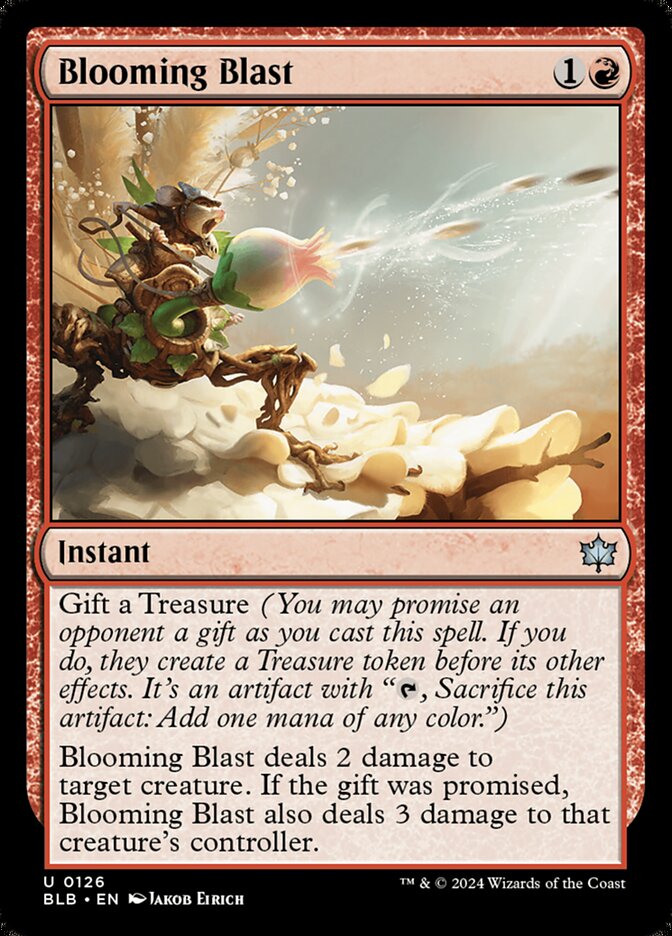 Blooming Blast 1
Instant
Gift a Treasure (You may promise an
opponent a gift as you cast this spell. If you
do, they create a Treasure token before its other
effects. It's an artifact with “, Sacrifice this
artifact: Add one mana of any color.”)
Blooming Blast deals 2 damage to
target creature. If the gift was promised,
Blooming Blast also deals 3 damage to that
creature's controller.
U 0126
BLB • EN Jakob Eirich
™ & © 2024 Wizards of the Coast